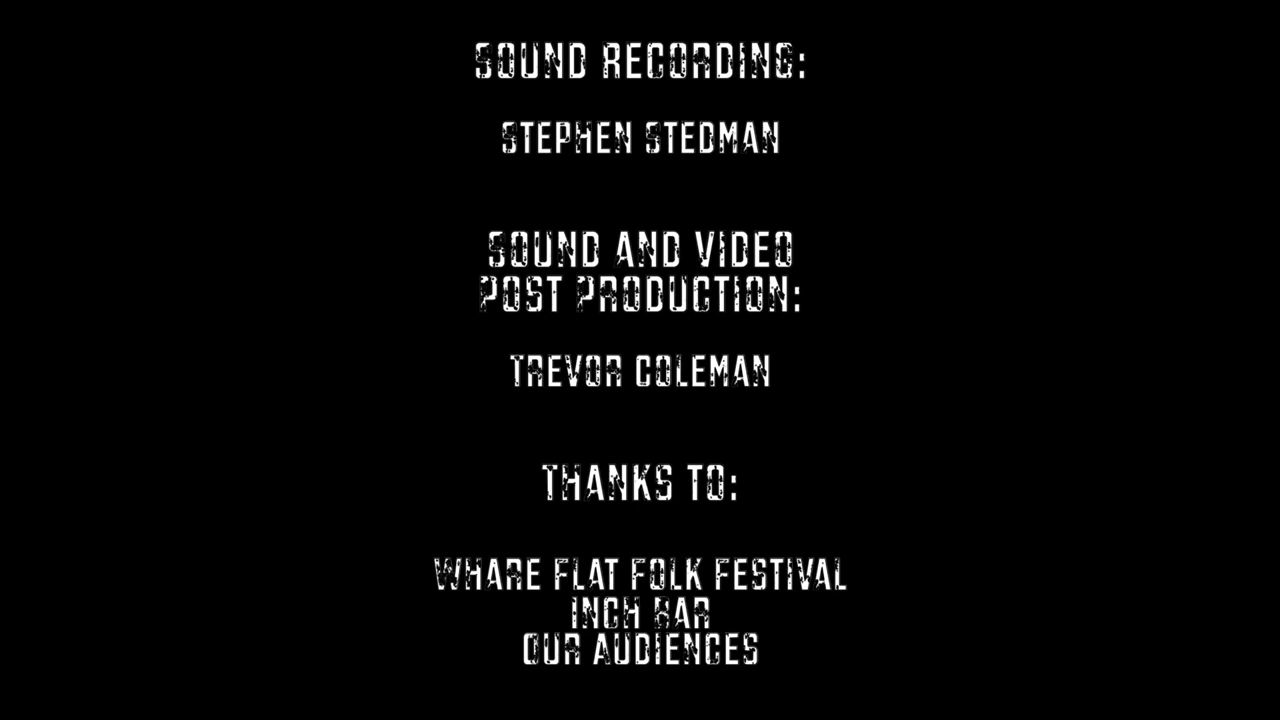 SOUND RECORDING:
STEPHEN STEDMAN
SOUND AND VIDEO
POST PRODUCTION:
TREVOR COLEMAN
THANKS TO:
WHARE FLAT FOLK FESTIVAL
INCH BAR
OUR AUDIENCES